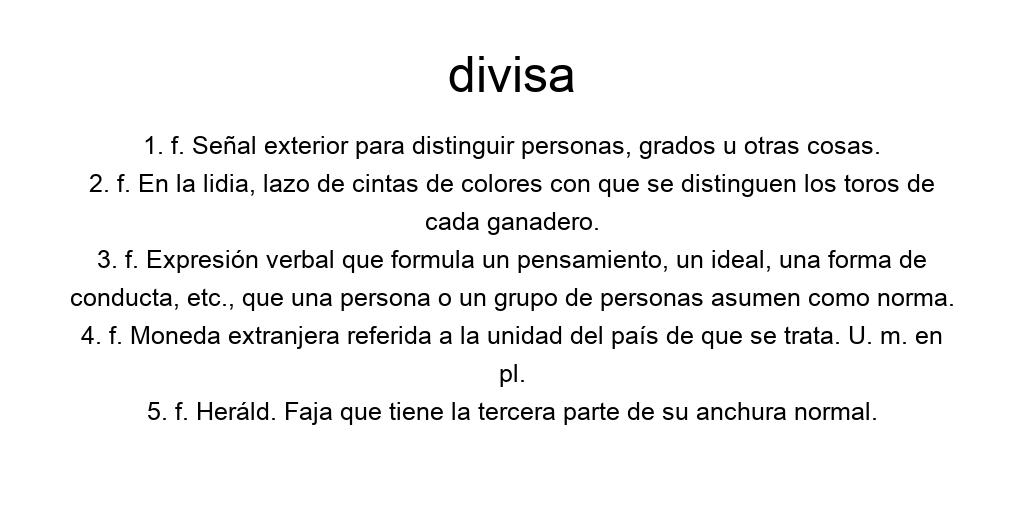 divisa
1. f. Señal exterior para distinguir personas, grados u otras cosas.
2. f. En la lidia, lazo de cintas de colores con que se distinguen los toros de
cada ganadero.
3. f. Expresión verbal que formula un pensamiento, un ideal, una forma de
conducta, etc., que una persona o un grupo de personas asumen como norma.
4. f. Moneda extranjera referida a la unidad del país de que se trata. U. m. en
pl.
5. f. Heráld. Faja que tiene la tercera parte de su anchura normal.